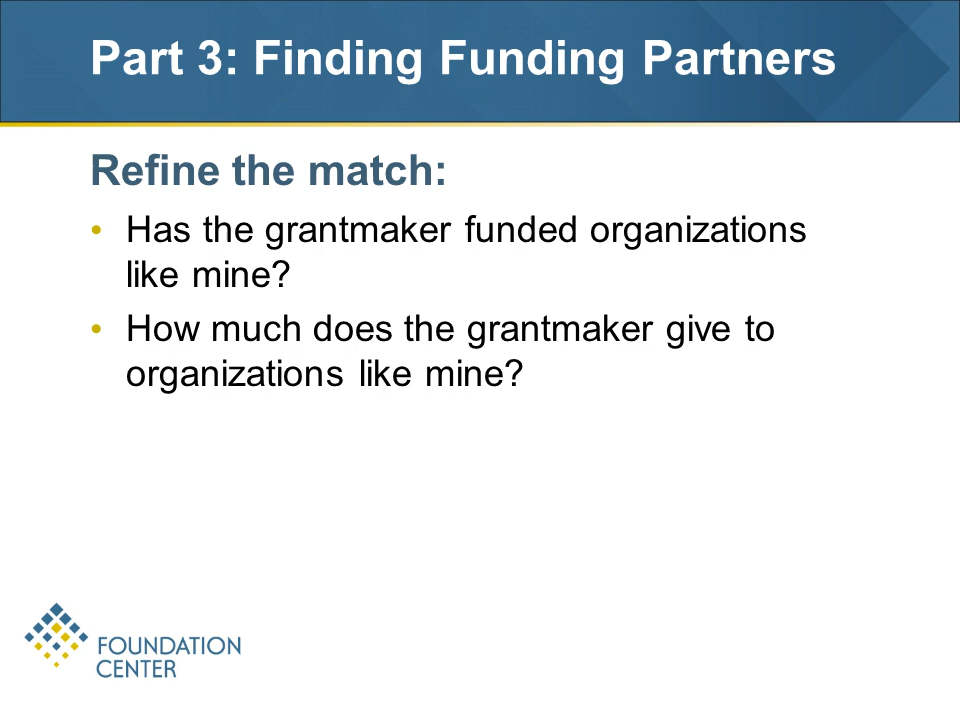 Part 3: Finding Funding Partners
Refine the match:
• Has the grantmaker funded organizations
like mine?
• How much does the grantmaker give to
organizations like mine?
FOUNDATION
CENTER